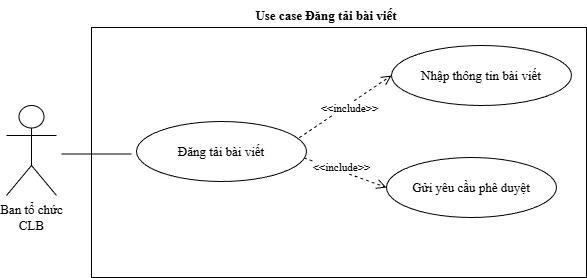 Use case Đăng tải bài viết
Nhập thông tin bài viết
<<include>>
Đăng tải bài viết
<<include>>
Gửi yêu cầu phê duyệt
Ban tổ chức
CLB